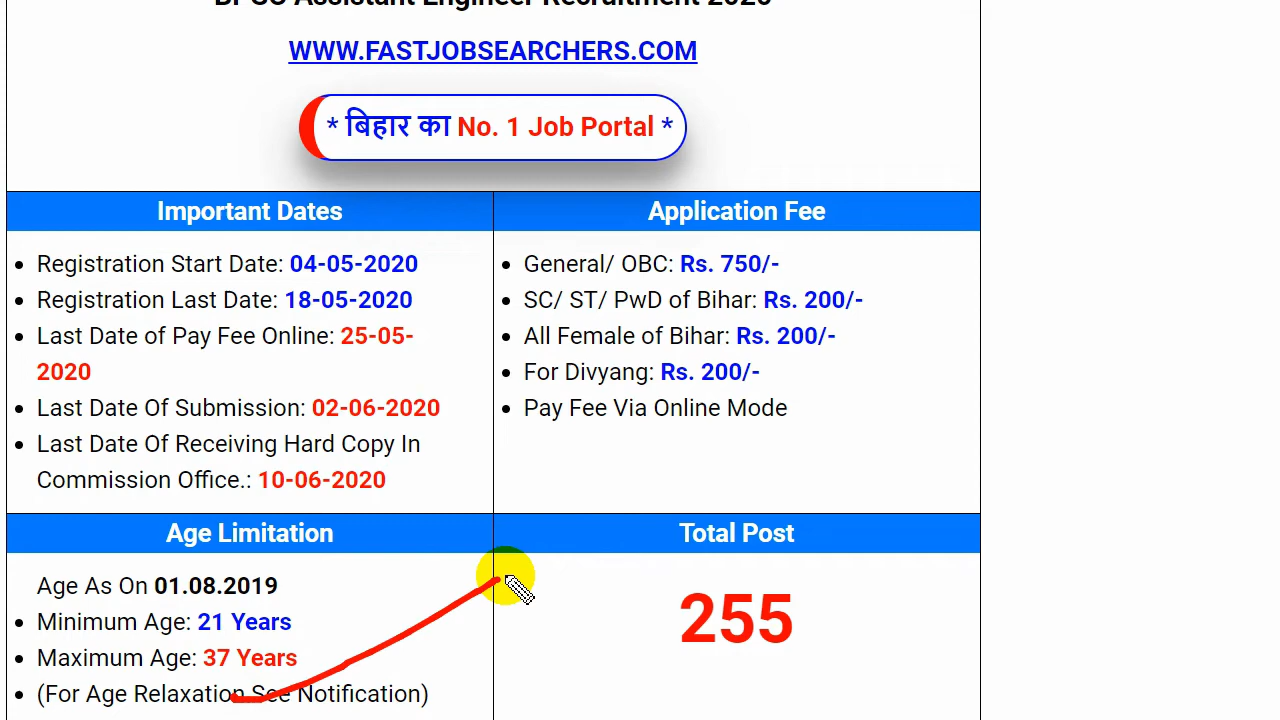 BPSC Assistant Engineer Recruitment 2020
WWW.FASTJOBSEARCHERS.COM
* बिहार का No. 1 Job Portal *
Important Dates
Registration Start Date: 04-05-2020
Registration Last Date: 18-05-2020
Last Date of Pay Fee Online: 25-05-
2020
Last Date Of Submission: 02-06-2020
Last Date Of Receiving Hard Copy In
Commission Office.: 10-06-2020
Application Fee
General/ OBC: Rs. 750/-
SC/ ST/ PwD of Bihar: Rs. 200/-
All Female of Bihar: Rs. 200/-
For Divyang: Rs. 200/-
Pay Fee Via Online Mode
Age Limitation
Age As On 01.08.2019
Minimum Age: 21 Years
Maximum Age: 37 Years
(For Age Relaxation See Notification)
Total Post
255